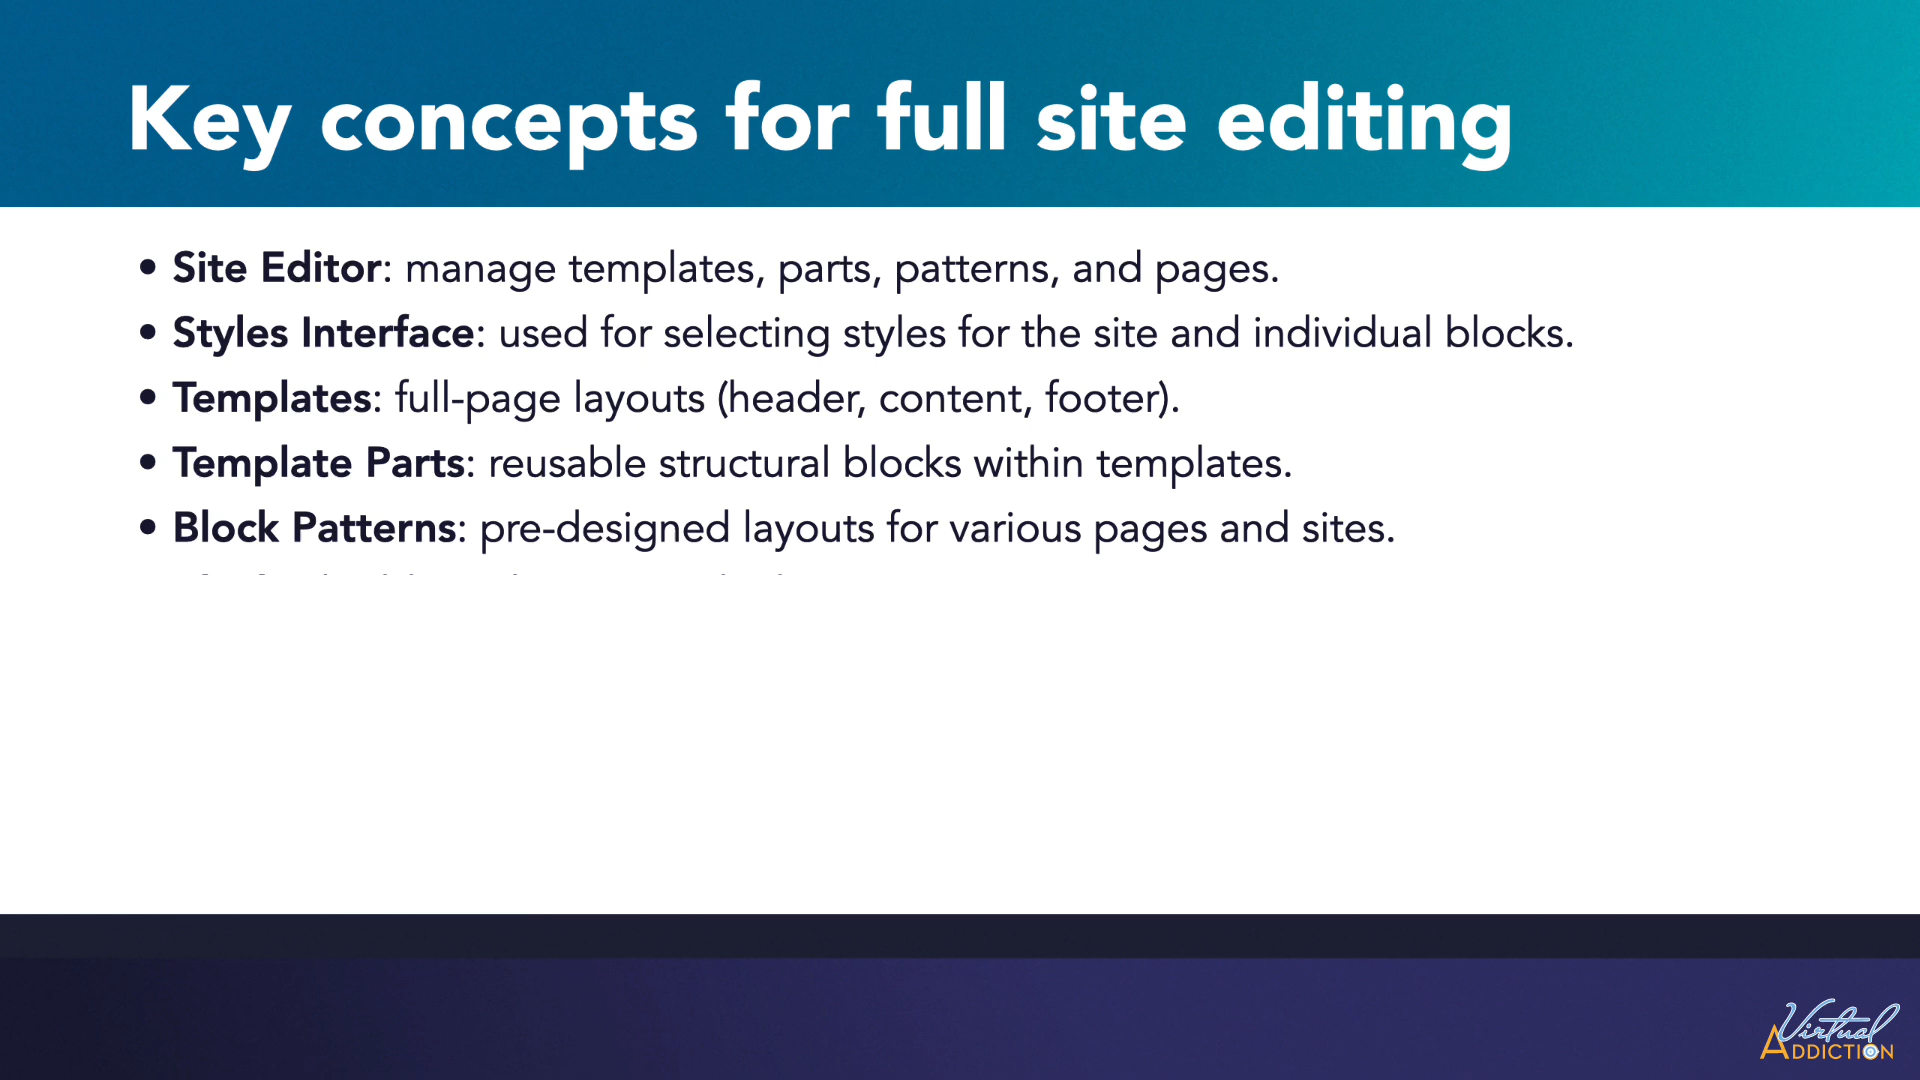 Key concepts for full site editing
• Site Editor: manage templates, parts, patterns, and pages.
• Styles Interface: used for selecting styles for the site and individual blocks.
• Templates: full-page layouts (header, content, footer).
• Template Parts: reusable structural blocks within templates.
• Block Patterns: pre-designed layouts for various pages and sites.
Virtual
ADDICTION